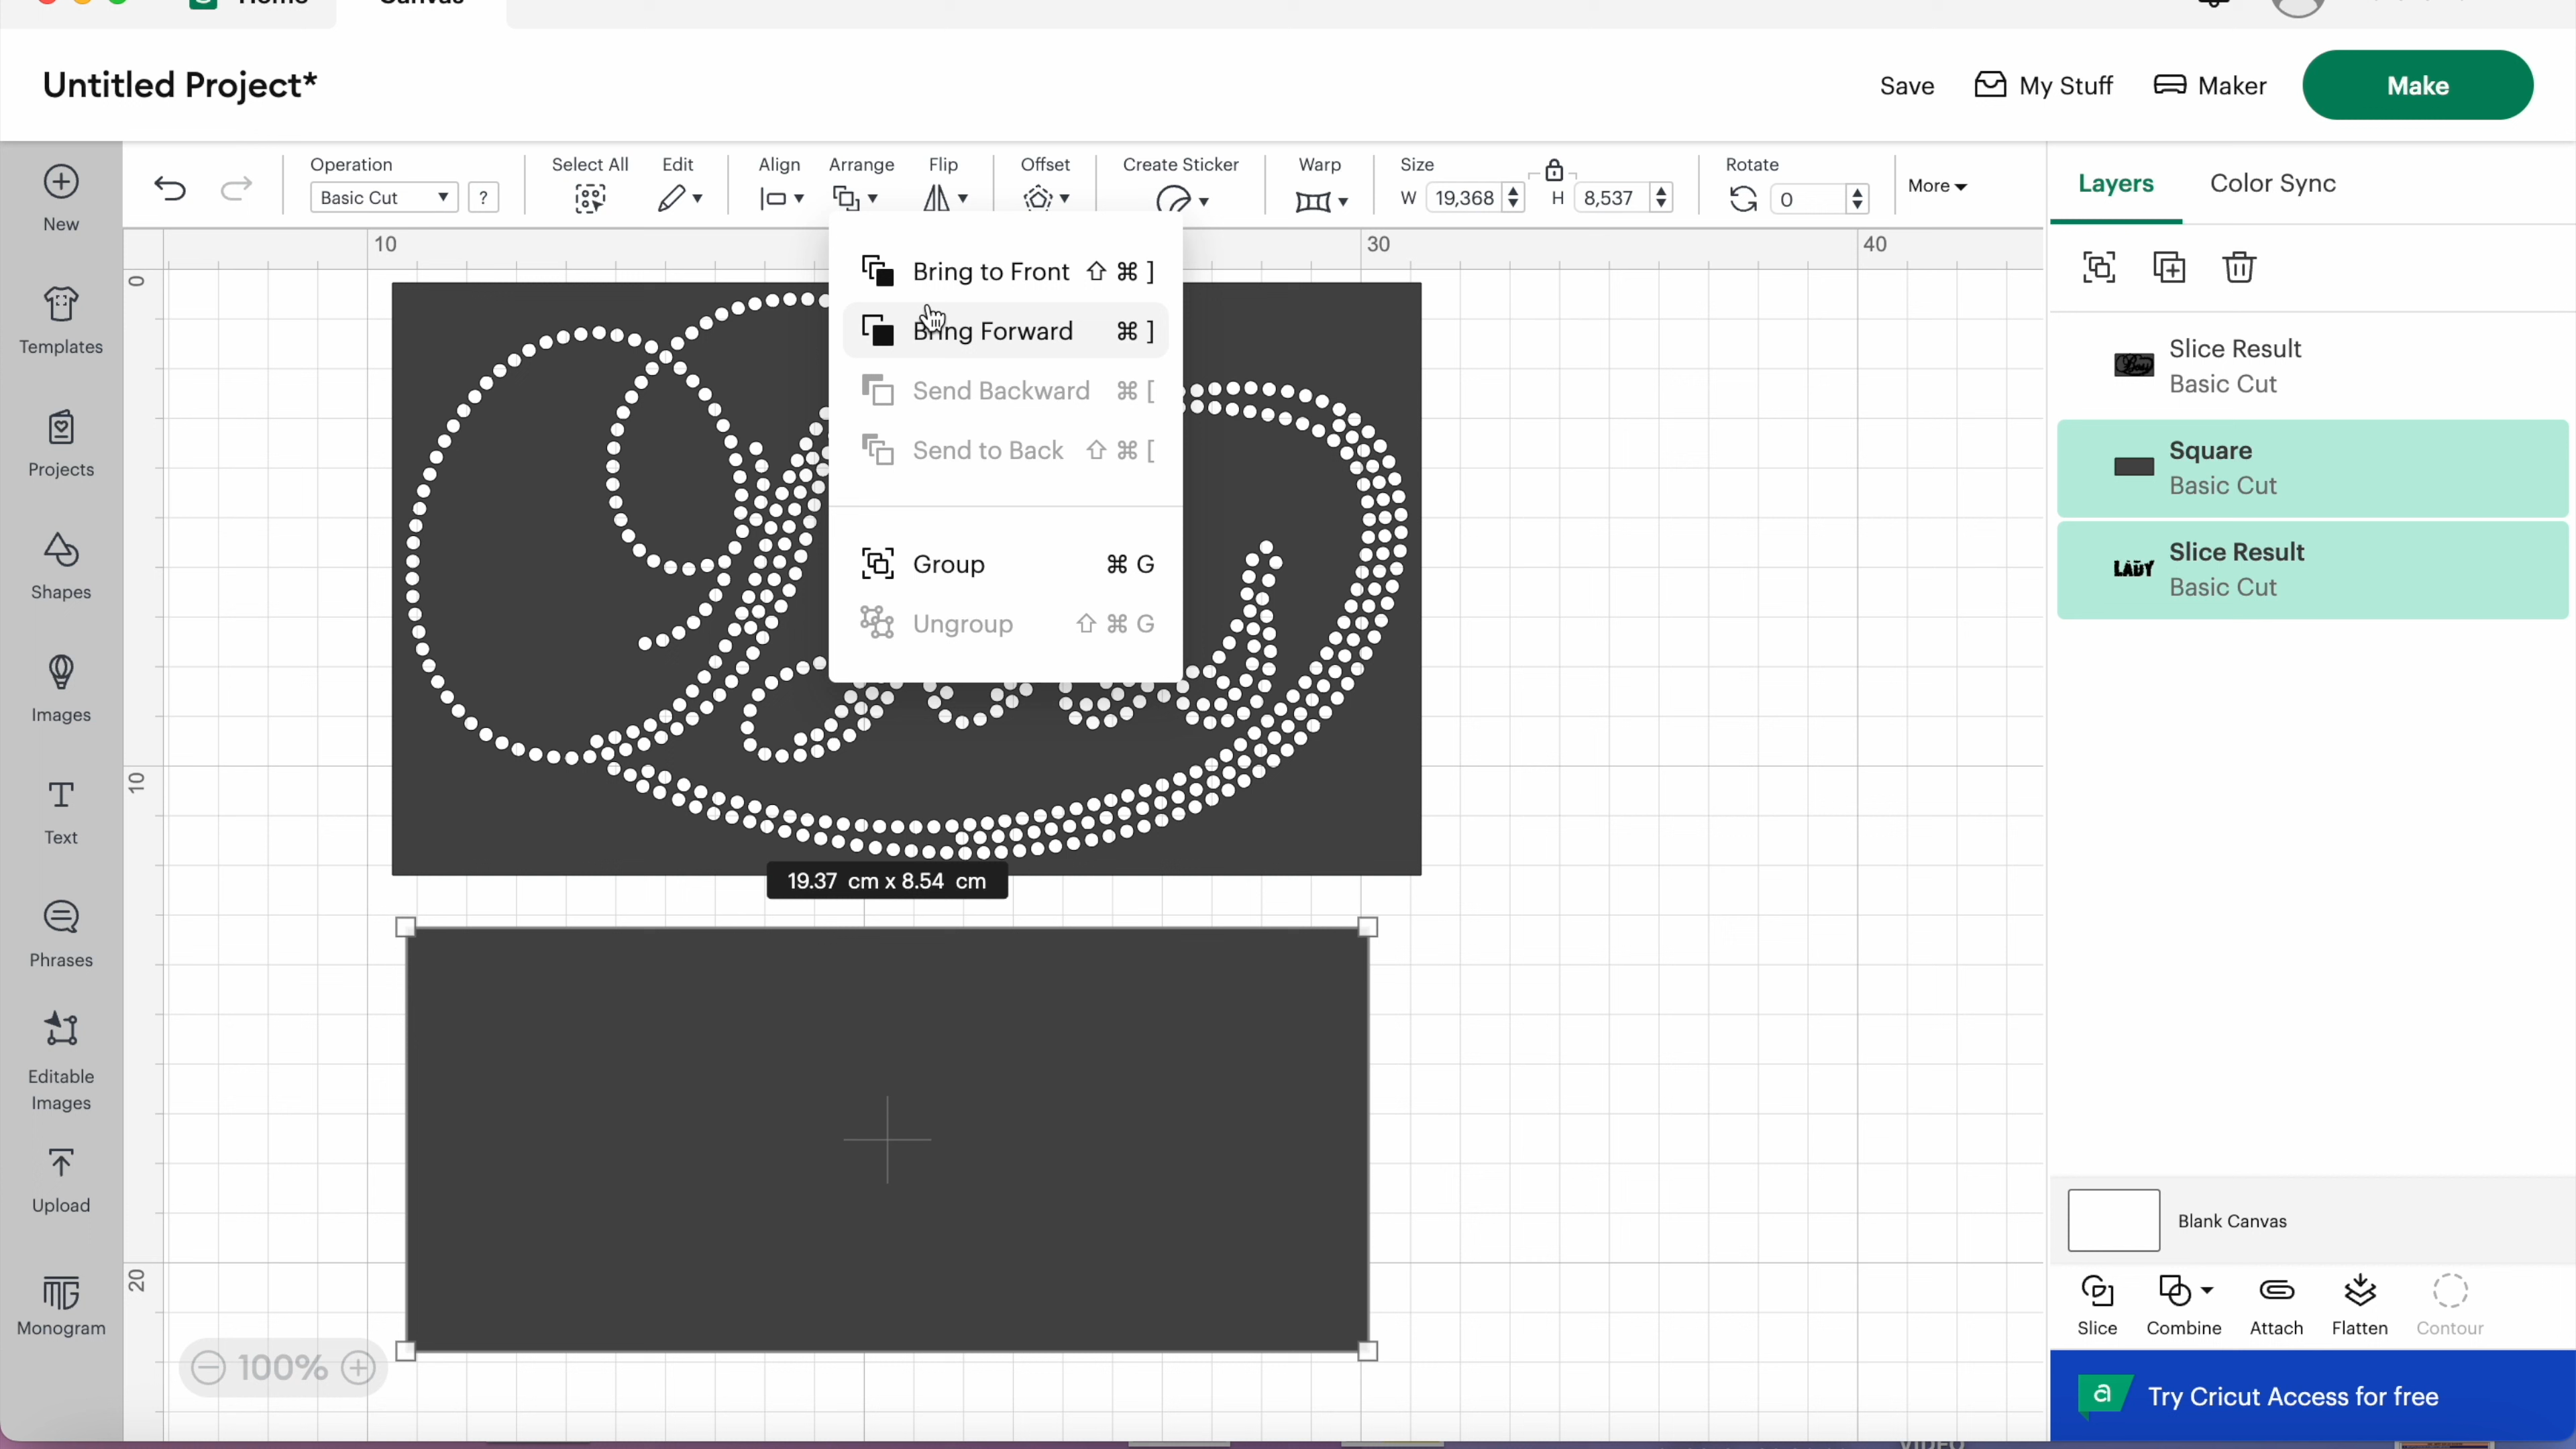 Home
Canvas
Untitled Project*
Save
My Stuff
Maker
Make
New
Templates
Projects
Shapes
Images
Text
Phrases
Editable
Images
Upload
Monogram
Operation
Basic Cut
?
Select All
Edit
Align
Arrange
Flip
Offset
Create Sticker
Warp
Size
W 19,368
H 8,537
Rotate
0
More
10
30
40
0
10
20
Bring to Front ⇧ ⌘ ]
Bring Forward ⌘ ]
Send Backward ⌘ [
Send to Back ⇧ ⌘ [
Group ⌘ G
Ungroup ⇧ ⌘ G
19.37 cm x 8.54 cm
100%
Layers
Color Sync
Slice Result
Basic Cut
Square
Basic Cut
LADY
Slice Result
Basic Cut
Blank Canvas
Slice
Combine
Attach
Flatten
Contour
a
Try Cricut Access for free
VIDEO